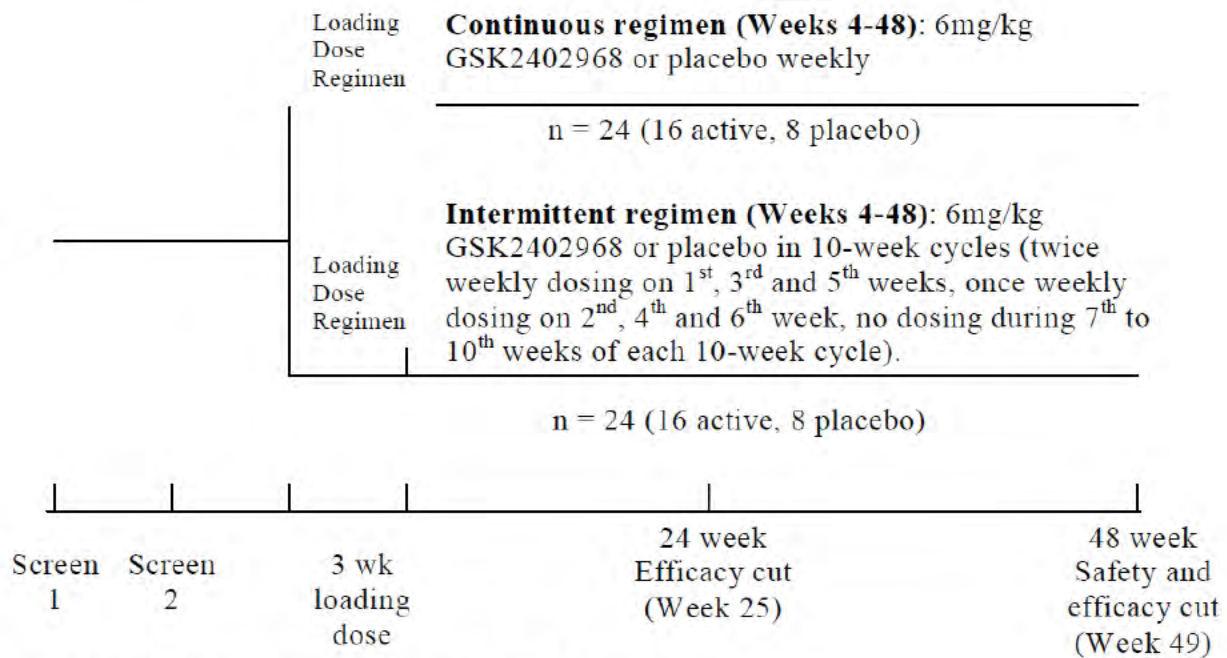 Loading
Dose
Regimen
Continuous regimen (Weeks 4-48): 6mg/kg
GSK2402968 or placebo weekly
n = 24 (16 active, 8 placebo)
Loading
Dose
Regimen
Intermittent regimen (Weeks 4-48): 6mg/kg
GSK2402968 or placebo in 10-week cycles (twice
weekly dosing on 1st, 3rd and 5th weeks, once weekly
dosing on 2nd, 4th and 6th week, no dosing during 7th to
10th weeks of each 10-week cycle).
n = 24 (16 active, 8 placebo)
Screen
1
Screen
2
3 wk
loading
dose
24 week
Efficacy cut
(Week 25)
48 week
Safety and
efficacy cut
(Week 49)